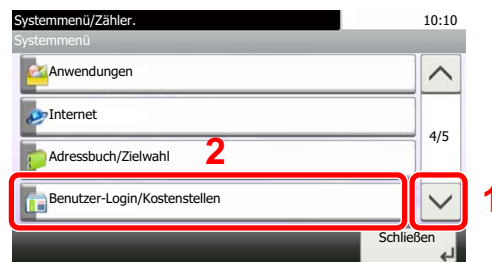 Systemmenü/Zähler. 10:10
Systemmenü
Anwendungen
Internet
4/5
Adressbuch/Zielwahl 2
Benutzer-Login/Kostenstellen 1
Schließen